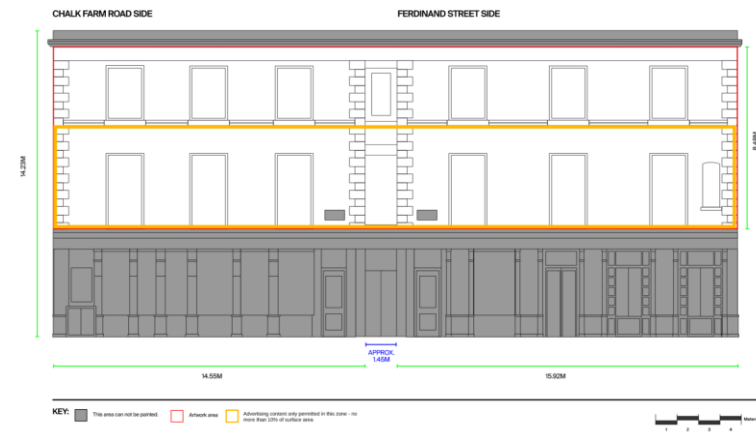 CHALK FARM ROAD SIDE
FERDINAND STREET SIDE
14.23M
8.48M
APPROX.
1.45M
14.55M
15.92M
KEY:
This area can not be painted.
Artwork area
Advertising content only permitted in this zone - no
more than 10% of surface area
Meters
1 2 3 4